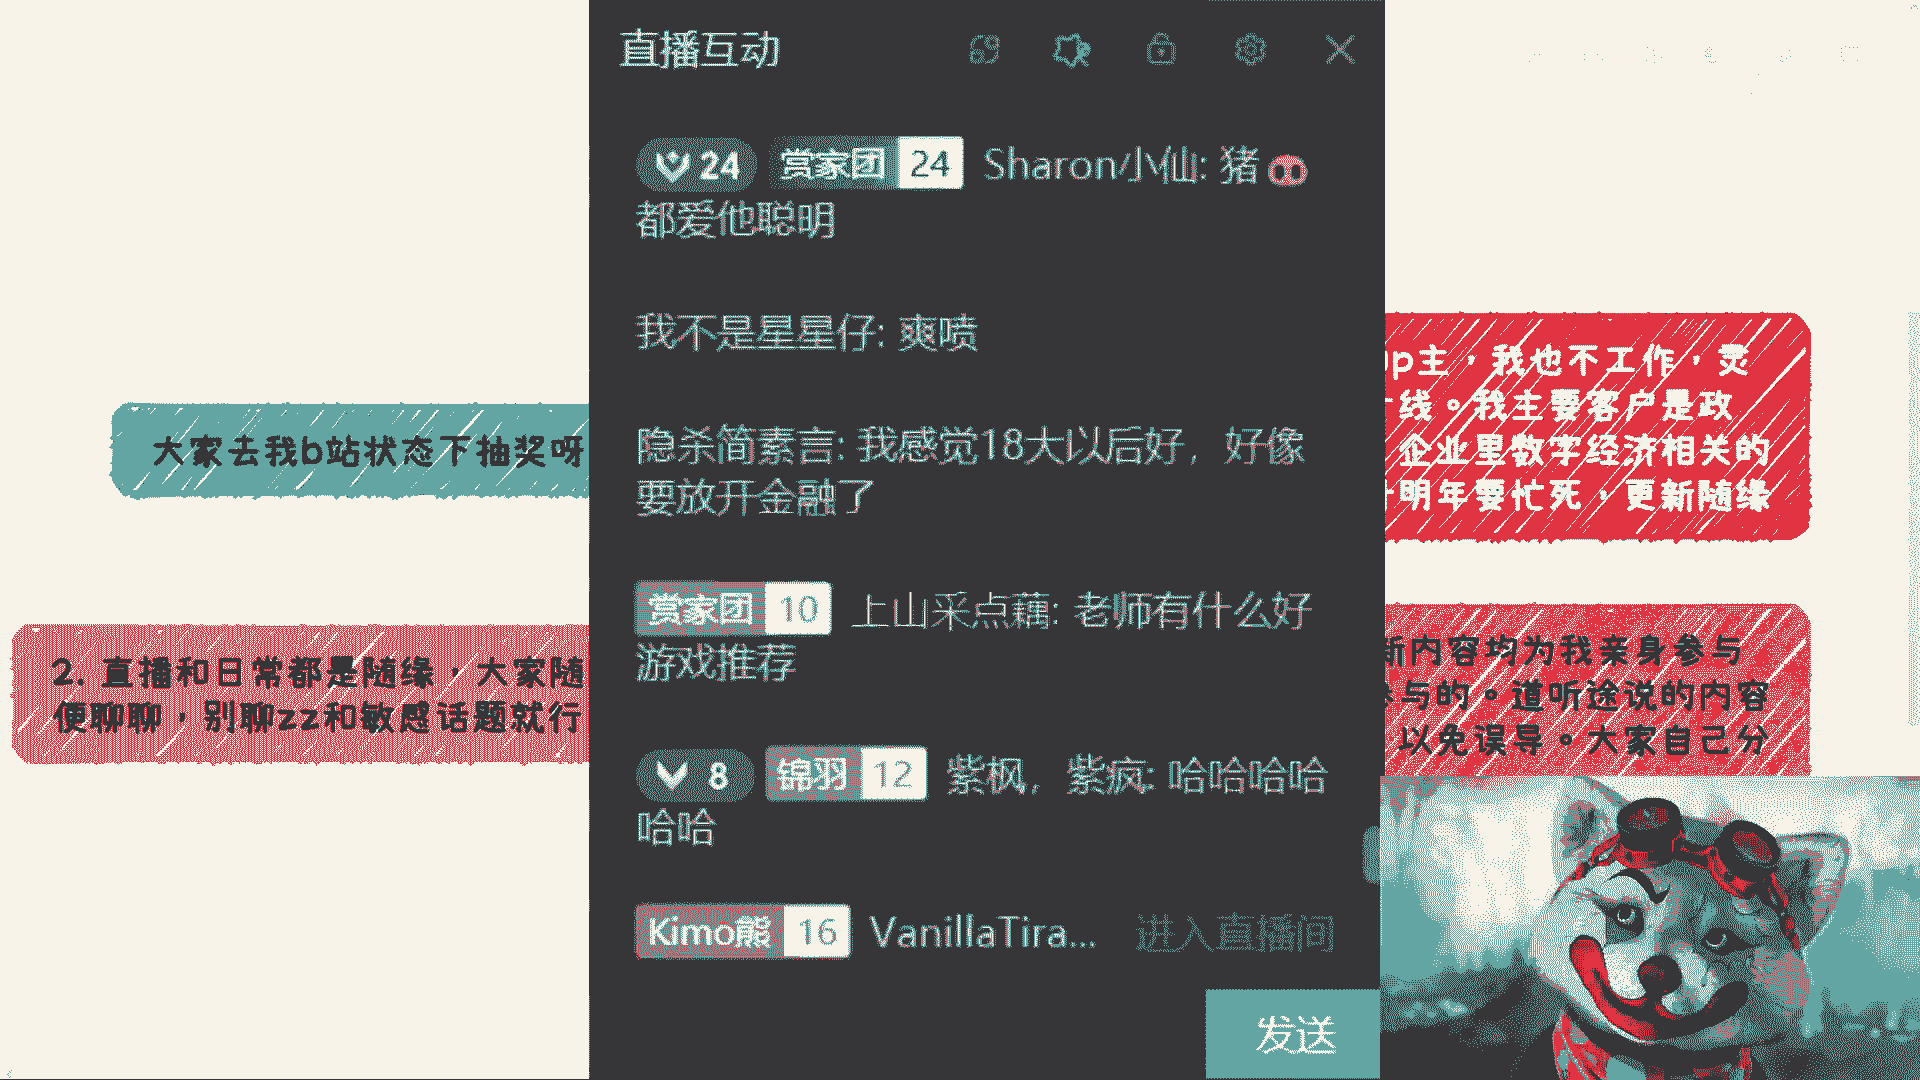 直播互动
24 赏家团 24 Sharon小仙: 猪
都爱他聪明
我不是星星仔: 爽喷
隐杀简素言: 我感觉18大以后好，好像
要放开金融了
赏家团 10 上山采点藕: 老师有什么好
游戏推荐
8 锦羽 12 紫枫，紫疯: 哈哈哈哈
哈哈
Kimo熊 16 VanillaTira... 进入直播间
发送
大家去我b站状态下抽奖呀
2. 直播和日常都是随缘，大家随
便聊聊，别聊zz和敏感话题就行
p主，我也不工作，灵
线。我主要客户是政
企业里数字经济相关的
明年要忙死，更新随缘
新内容均为我亲身参与
参与的。道听途说的内容
以免误导。大家自己分